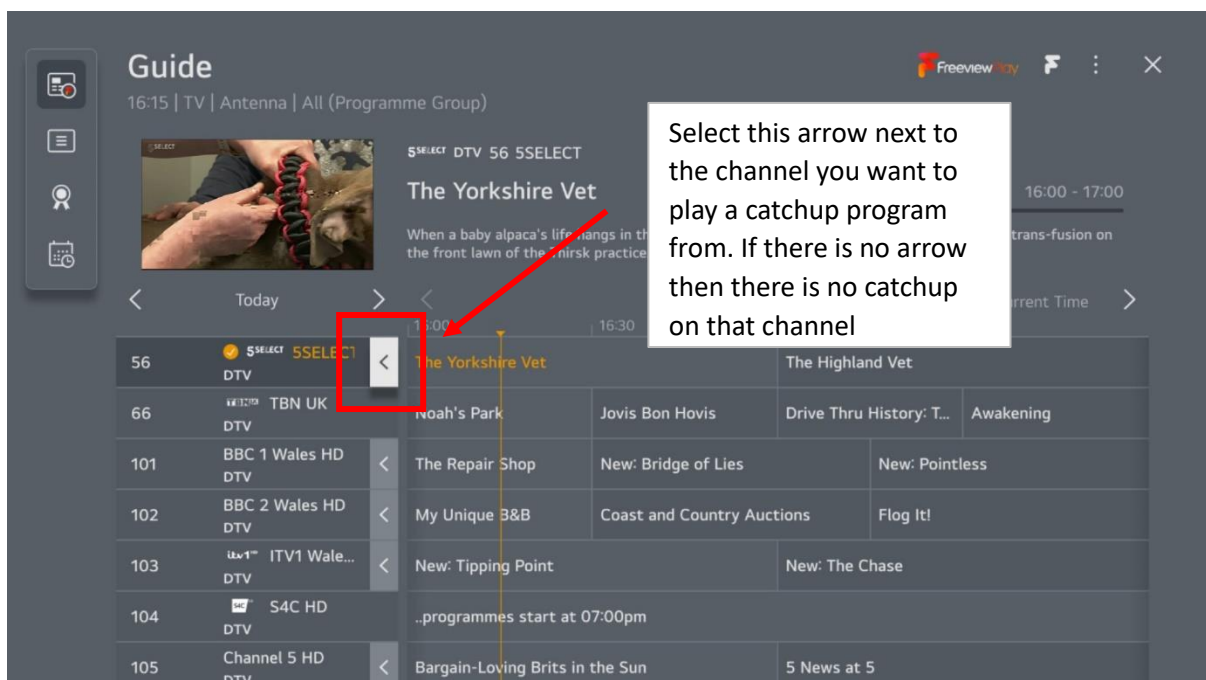 Guide
Freeview Play
16:15 | TV | Antenna | All (Programme Group)
5SELECT
5SELECT DTV 56 5SELECT
The Yorkshire Vet
16:00 - 17:00
When a baby alpaca's life hangs in th
trans-fusion on
the front lawn of the Thirsk practice
Select this arrow next to
the channel you want to
play a catchup program
from. If there is no arrow
then there is no catchup
on that channel
Today
rrent Time
16:00
16:30
56
5SELECT 5SELECT
DTV
The Yorkshire Vet
The Highland Vet
66
TBN UK
DTV
Noah's Park
Jovis Bon Hovis
Drive Thru History: T...
Awakening
101
BBC 1 Wales HD
DTV
The Repair Shop
New: Bridge of Lies
New: Pointless
102
BBC 2 Wales HD
DTV
My Unique B&B
Coast and Country Auctions
Flog It!
103
itv1 ITV1 Wale...
DTV
New: Tipping Point
New: The Chase
104
S4C S4C HD
DTV
..programmes start at 07:00pm
105
Channel 5 HD
DTV
Bargain-Loving Brits in the Sun
5 News at 5